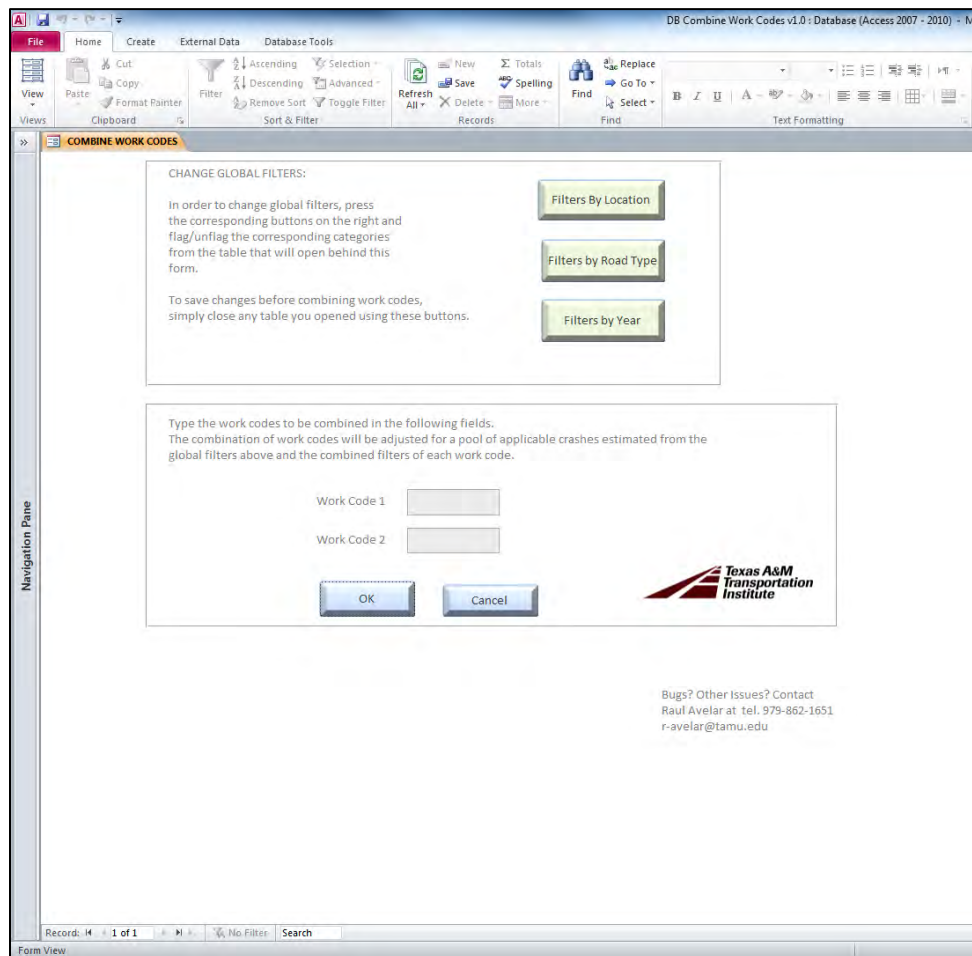 A
DB Combine Work Codes v1.0 : Database (Access 2007 - 2010) - M
File Home Create External Data Database Tools
View
Views
Paste
Cut
Copy
Format Painter
Clipboard
Filter
Ascending
Descending
Remove Sort
Selection
Advanced
Toggle Filter
Sort & Filter
Refresh
All
New
Save
Delete
Σ Totals
Spelling
More
Records
Find
Replace
Go To
Select
Find
B I U A
Text Formatting
» COMBINE WORK CODES
Navigation Pane
CHANGE GLOBAL FILTERS:
In order to change global filters, press
the corresponding buttons on the right and
flag/unflag the corresponding categories
from the table that will open behind this
form.
To save changes before combining work codes,
simply close any table you opened using these buttons.
Filters By Location
Filters by Road Type
Filters by Year
Type the work codes to be combined in the following fields.
The combination of work codes will be adjusted for a pool of applicable crashes estimated from the
global filters above and the combined filters of each work code.
Work Code 1
Work Code 2
OK Cancel
Texas A&M
Transportation
Institute
Bugs? Other Issues? Contact
Raul Avelar at tel. 979-862-1651
r-avelar@tamu.edu
Record: 1 of 1 No Filter Search
Form View